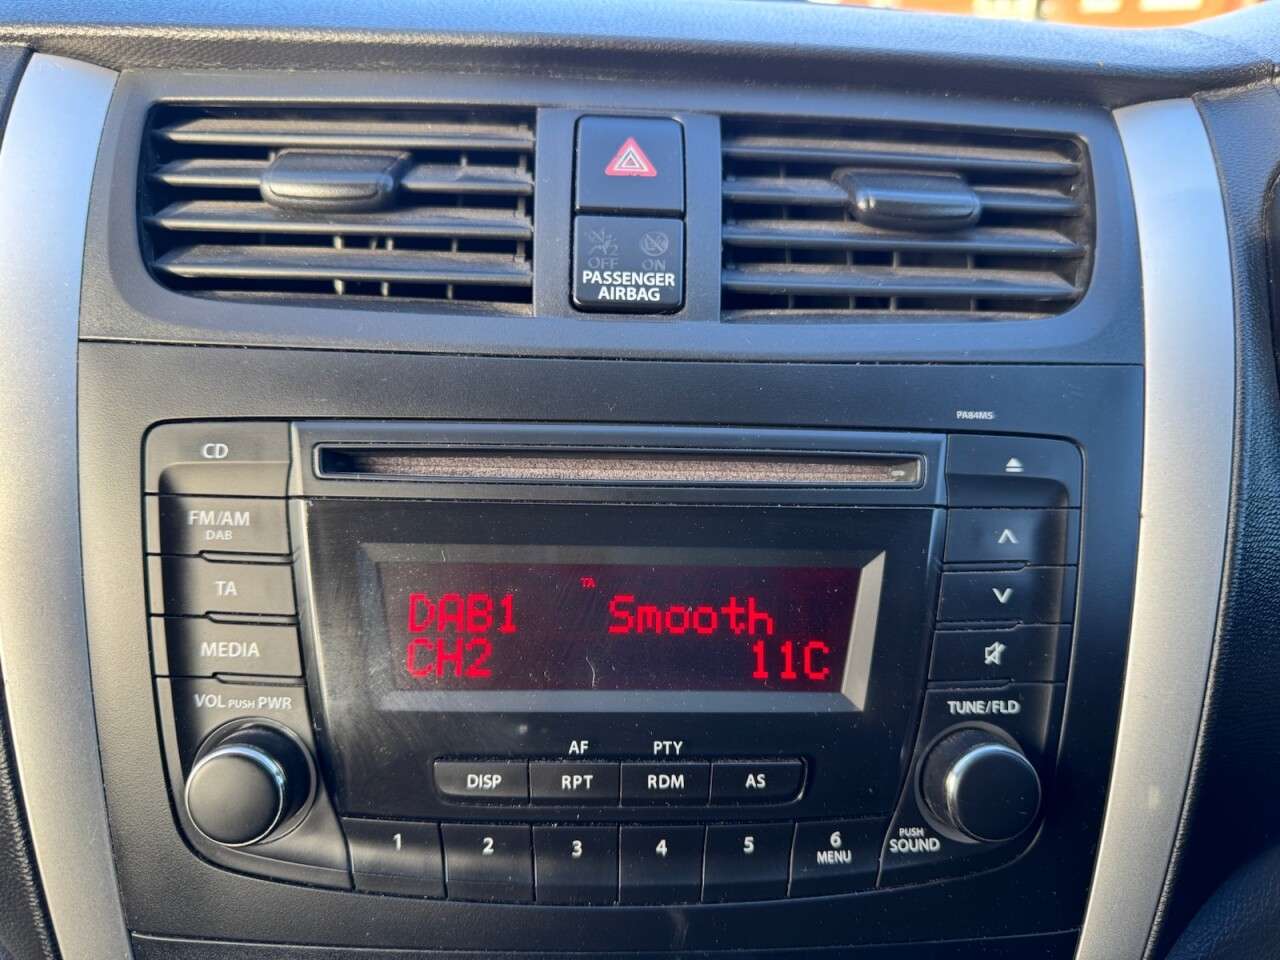 OFF ON
PASSENGER
AIRBAG
PA84MS
CD
FM/AM
DAB
TA
MEDIA
VOL PUSH PWR
TA
DAB1 Smooth
CH2 11C
TUNE/FLD
PUSH
SOUND
AF PTY
DISP RPT RDM AS
1 2 3 4 5 6
MENU